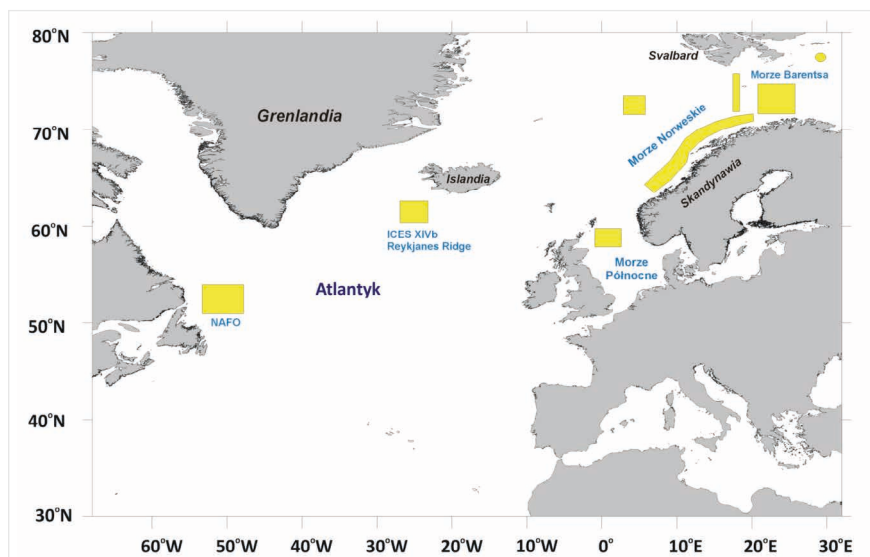 80°N
Svalbard
Morze Barentsa
Grenlandia
70°N
Morze Norweskie
Islandia
Skandynawia
ICES XIVb
Reykjanes Ridge
60°N
Morze
Północne
Atlantyk
NAFO
50°N
40°N
30°N
60°W 50°W 40°W 30°W 20°W 10°W 0° 10°E 20°E 30°E